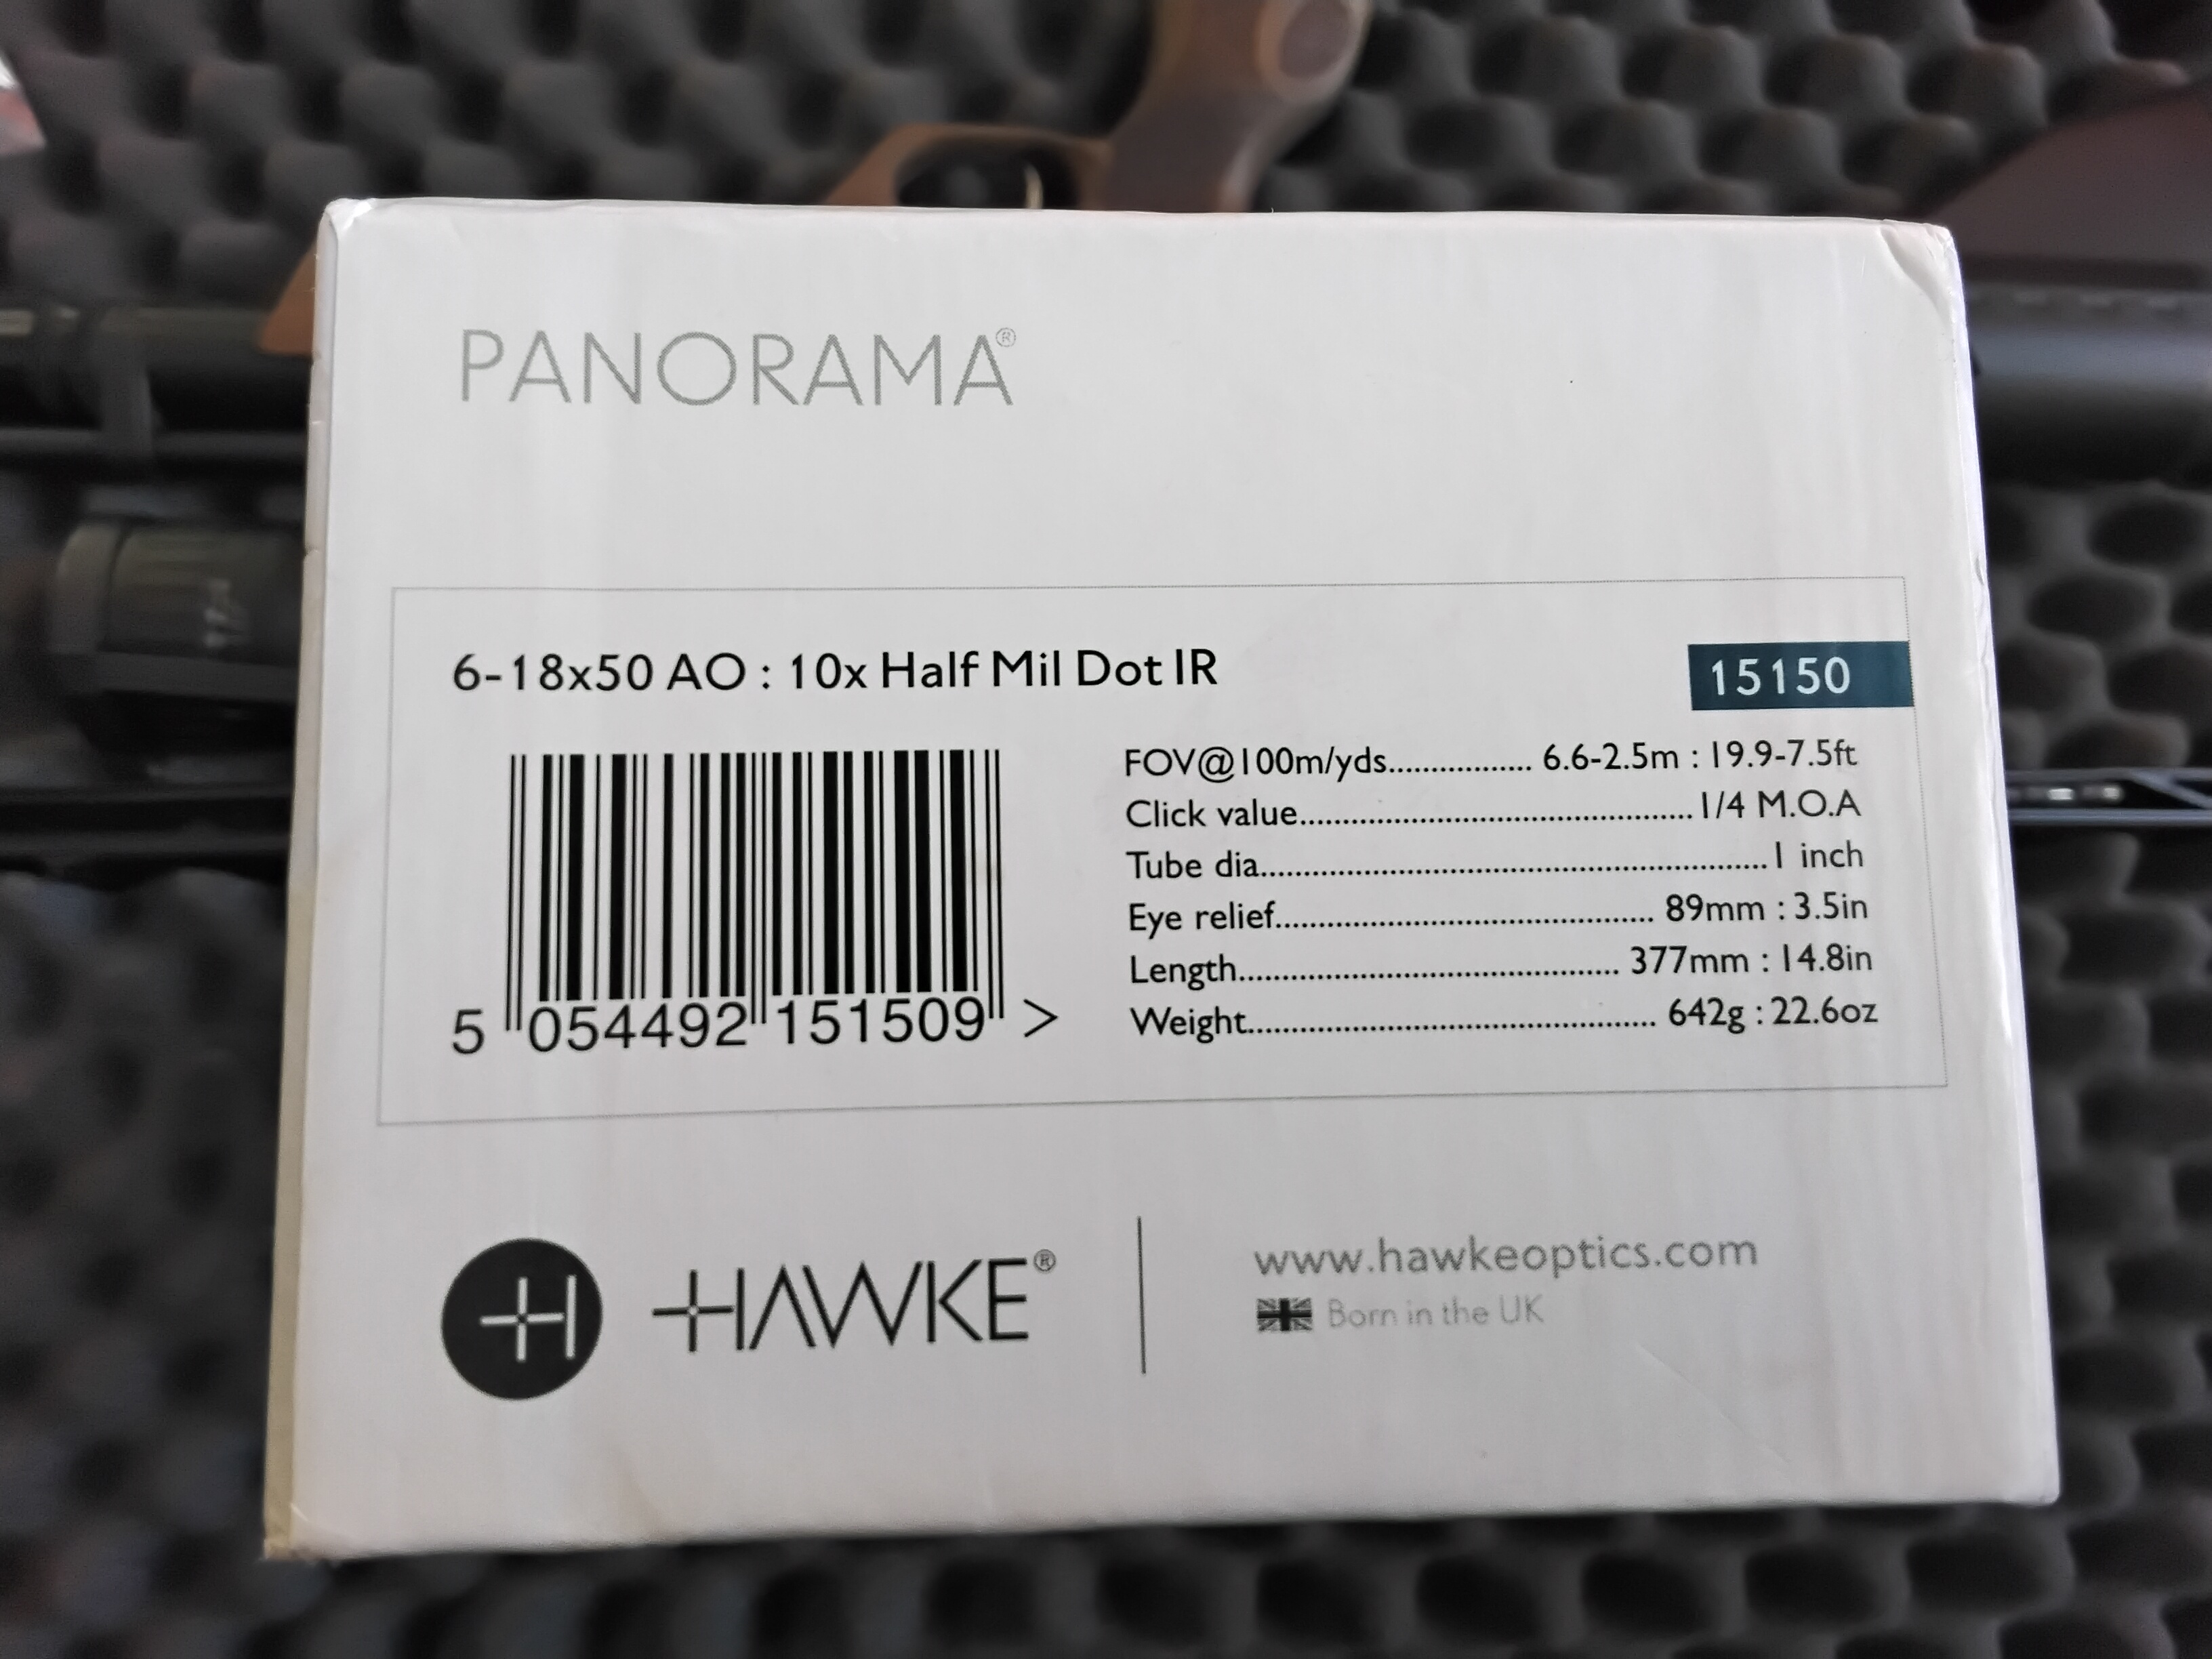 PANORAMA®
6-18x50 AO : 10x Half Mil Dot IR
15150
FOV@100m/yds................. 6.6-2.5m : 19.9-7.5ft
Click value.............................................. 1/4 M.O.A
Tube dia............................................................ 1 inch
Eye relief............................................. 89mm : 3.5in
Length............................................. 377mm : 14.8in
Weight................................................. 642g : 22.6oz
5 054492 151509 >
HAWKE®
www.hawkeoptics.com
Born in the UK